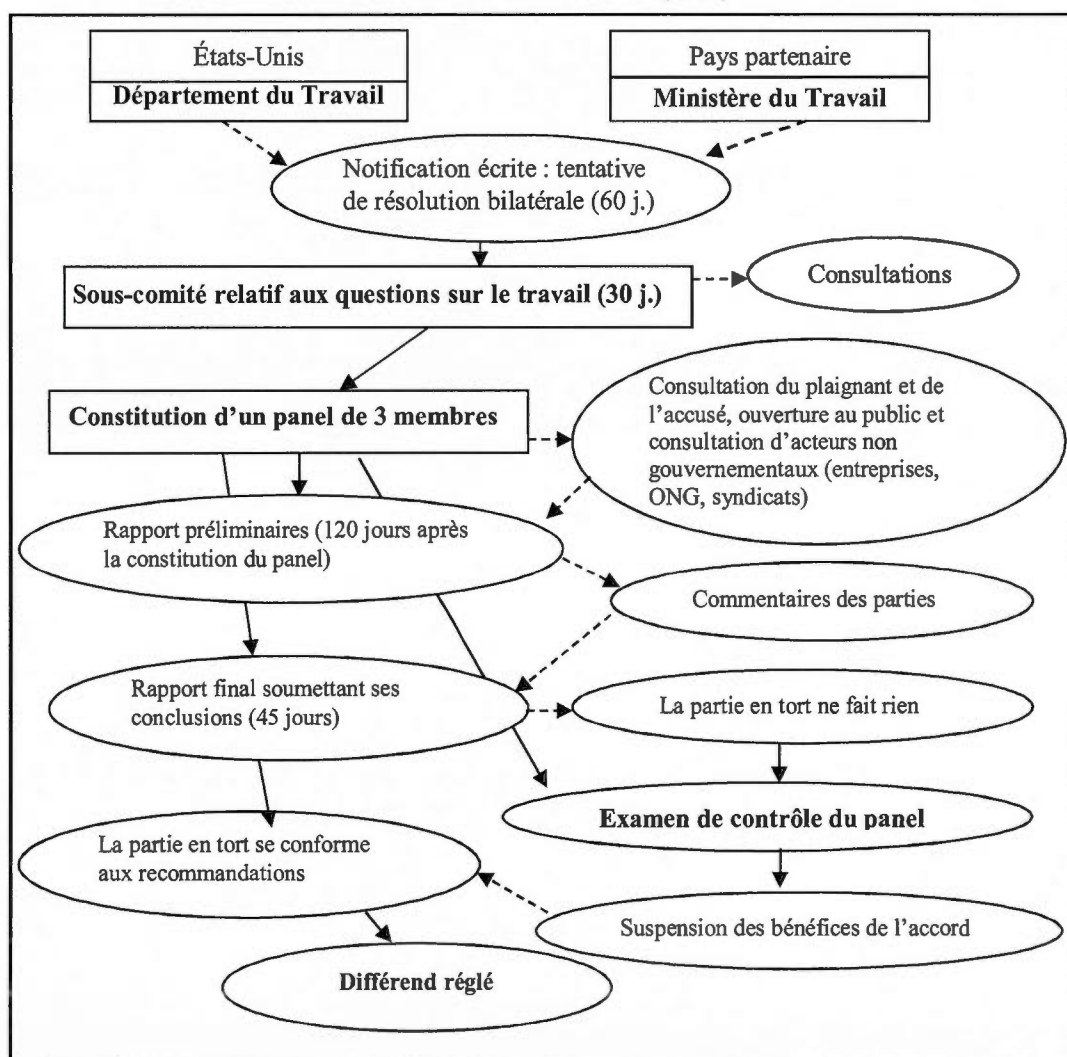 États-Unis
Département du Travail
Pays partenaire
Ministère du Travail
Notification écrite : tentative
de résolution bilatérale (60 j.)
Sous-comité relatif aux questions sur le travail (30 j.)
Consultations
Constitution d’un panel de 3 membres
Consultation du plaignant et de
l’accusé, ouverture au public et
consultation d’acteurs non
gouvernementaux (entreprises,
ONG, syndicats)
Rapport préliminaires (120 jours après
la constitution du panel)
Commentaires des parties
Rapport final soumettant ses
conclusions (45 jours)
La partie en tort ne fait rien
Examen de contrôle du panel
La partie en tort se conforme
aux recommandations
Suspension des bénéfices de l’accord
Différend réglé